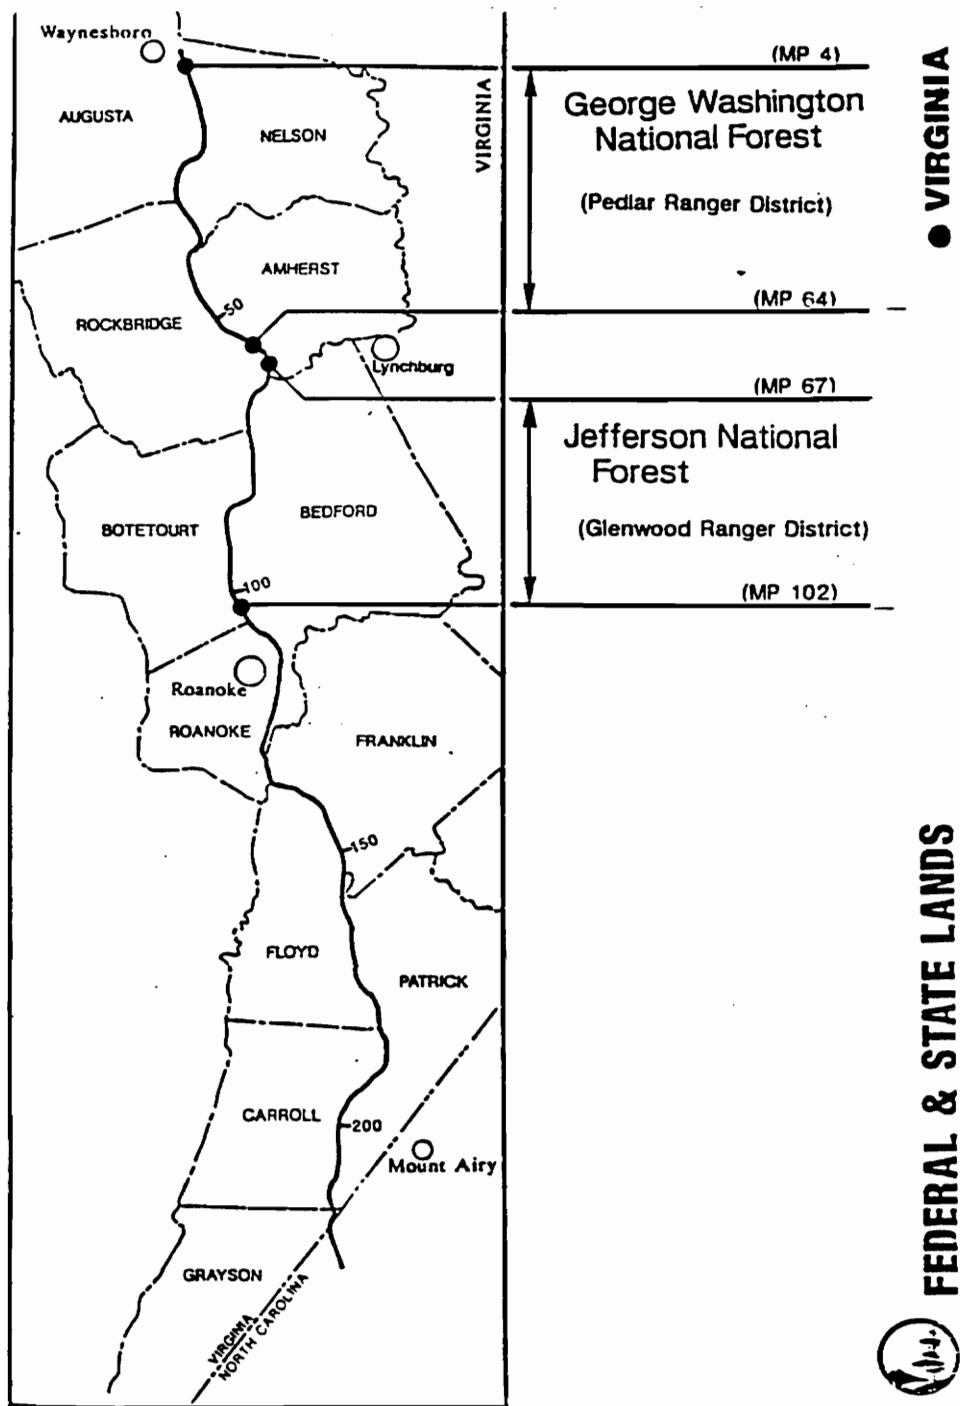 Waynesboro
AUGUSTA
NELSON
VIRGINIA
AMHERST
50
ROCKBRIDGE
Lynchburg
BOTETOURT
BEDFORD
100
Roanoke
ROANOKE
FRANKLIN
150
FLOYD
PATRICK
CARROLL
200
Mount Airy
GRAYSON
VIRGINIA
NORTH CAROLINA
(MP 4)
George Washington
National Forest
(Pedlar Ranger District)
(MP 64)
(MP 67)
Jefferson National
Forest
(Glenwood Ranger District)
(MP 102)
FEDERAL & STATE LANDS ● VIRGINIA